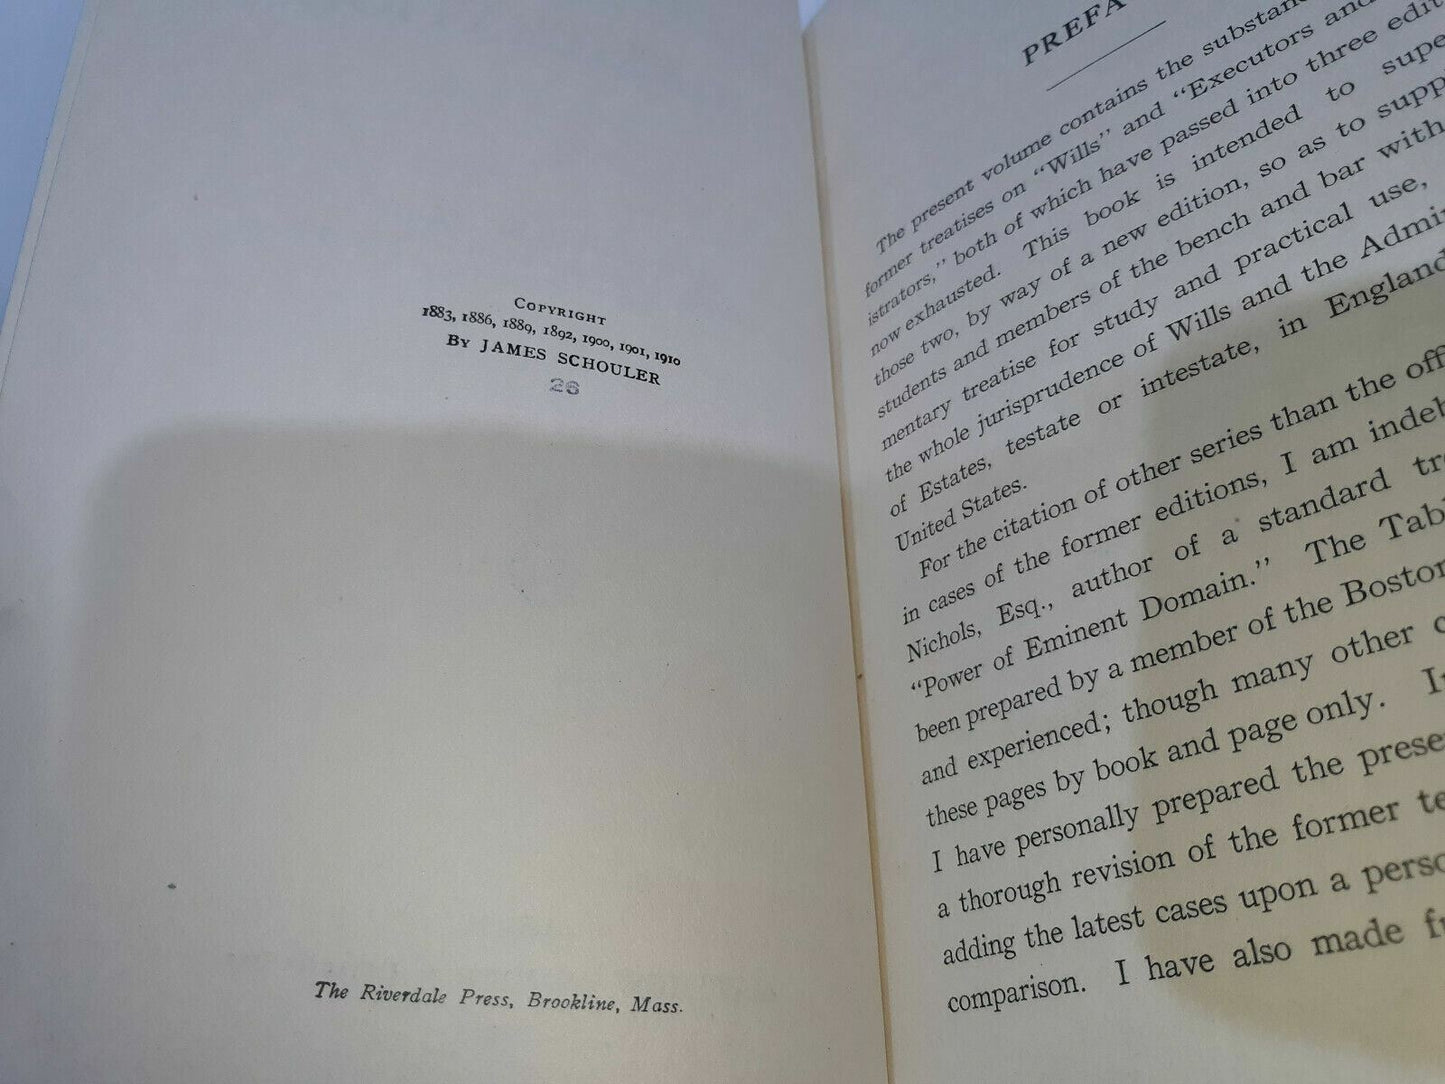 COPYRIGHT
1883, 1886, 1889, 1892, 1900, 1901, 1910
BY JAMES SCHOULER
26
The Riverdale Press, Brookline, Mass.
PREFA
The present volume contains the substan
former treatises on "Wills" and "Executors and
istrators," both of which have passed into three edit
now exhausted. This book is intended to supe
those two, by way of a new edition, so as to supp
students and members of the bench and bar with
mentary treatise for study and practical use,
the whole jurisprudence of Wills and the Admi
of Estates, testate or intestate, in England
United States.
For the citation of other series than the off
in cases of the former editions, I am indeb
Nichols, Esq., author of a standard tre
"Power of Eminent Domain." The Tabl
been prepared by a member of the Boston
and experienced; though many other c
these pages by book and page only. I
I have personally prepared the prese
a thorough revision of the former te
adding the latest cases upon a perso
comparison. I have also made f